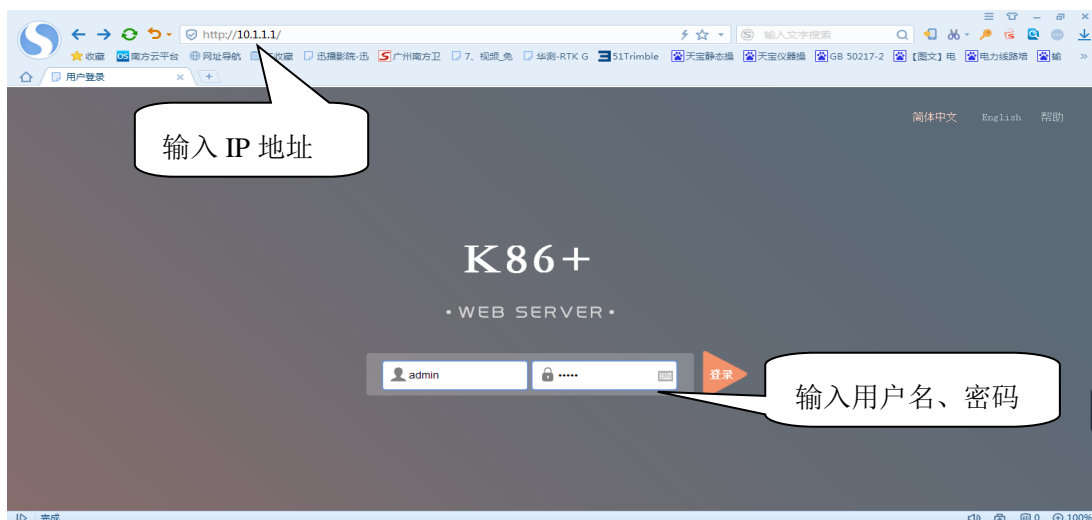 http://10.1.1.1/
输入文字搜索
收藏 南方云平台 网址导航 收藏 迅播影院-迅 广州南方卫 7、视频_免 华测-RTK G 51Trimble 天宝静态操 天宝仪器操 GB 50217-2 【图文】电 电力线路培 输
用户登录
简体中文 English 帮助
输入 IP 地址
K86+
•WEB SERVER•
admin ••••• 登录
输入用户名、密码
完成 0 100%